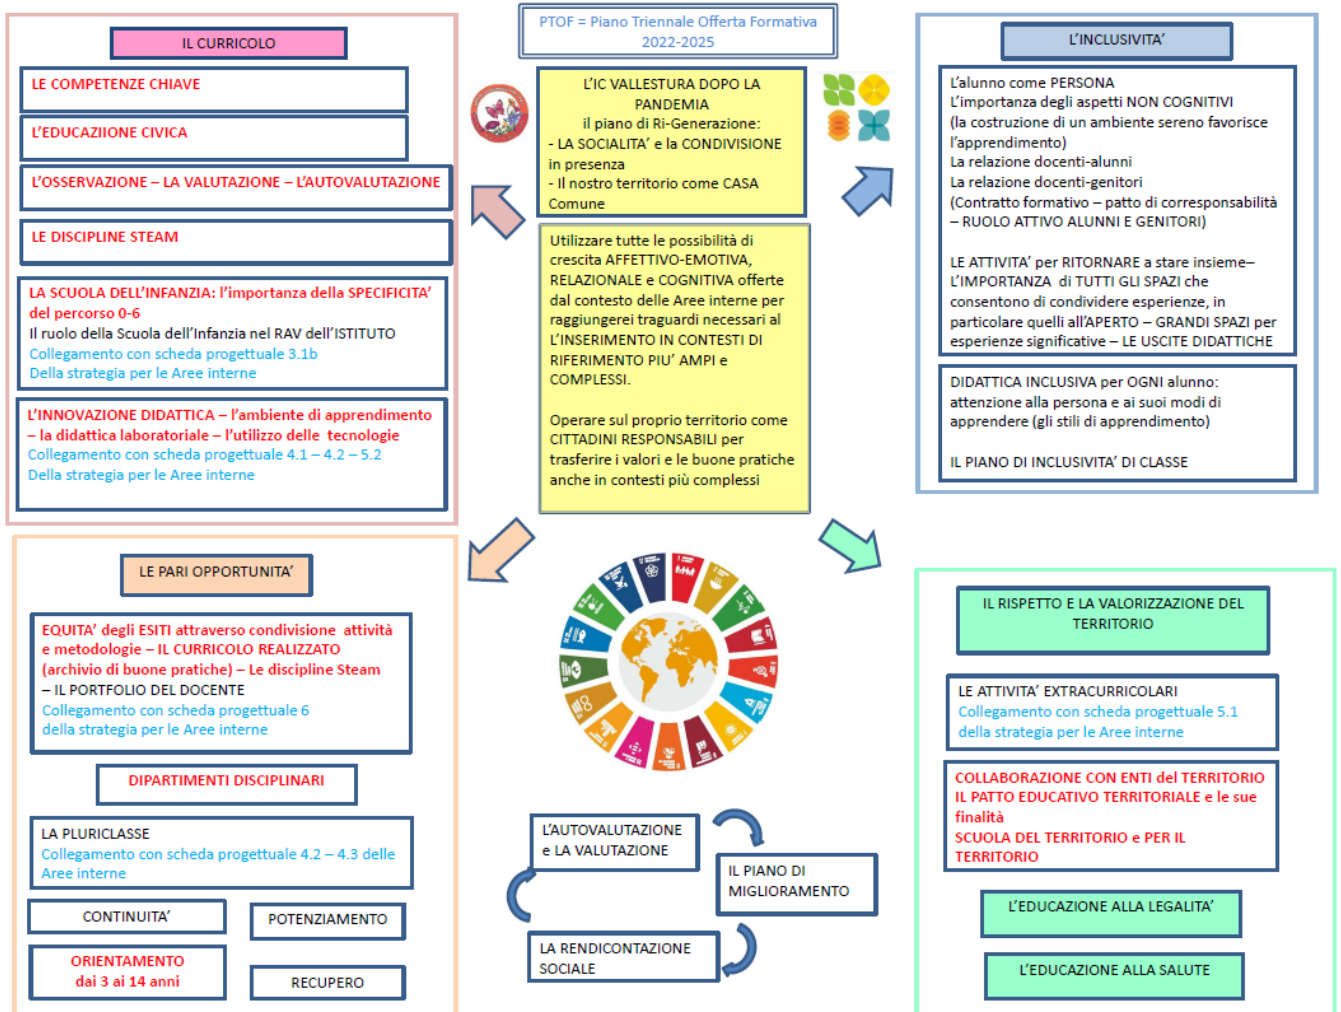 PTOF = Piano Triennale Offerta Formativa
2022-2025
IL CURRICOLO
LE COMPETENZE CHIAVE
L'EDUCAZIIONE CIVICA
L'OSSERVAZIONE – LA VALUTAZIONE – L'AUTOVALUTAZIONE
LE DISCIPLINE STEAM
LA SCUOLA DELL'INFANZIA: l'importanza della SPECIFICITA'
del percorso 0-6
Il ruolo della Scuola dell'Infanzia nel RAV dell'ISTITUTO
Collegamento con scheda progettuale 3.1b
Della strategia per le Aree interne
L'INNOVAZIONE DIDATTICA – l'ambiente di apprendimento
– la didattica laboratoriale – l'utilizzo delle tecnologie
Collegamento con scheda progettuale 4.1 – 4.2 – 5.2
Della strategia per le Aree interne
L'IC VALLESTURA DOPO LA
PANDEMIA
il piano di Ri-Generazione:
- LA SOCIALITA' e la CONDIVISIONE
in presenza
- Il nostro territorio come CASA
Comune
Utilizzare tutte le possibilità di
crescita AFFETTIVO-EMOTIVA,
RELAZIONALE e COGNITIVA offerte
dal contesto delle Aree interne per
raggiungerei traguardi necessari al
L'INSERIMENTO IN CONTESTI DI
RIFERIMENTO PIU' AMPI e
COMPLESSI.
Operare sul proprio territorio come
CITTADINI RESPONSABILI per
trasferire i valori e le buone pratiche
anche in contesti più complessi
L'INCLUSIVITA'
L'alunno come PERSONA
L'importanza degli aspetti NON COGNITIVI
(la costruzione di un ambiente sereno favorisce
l'apprendimento)
La relazione docenti-alunni
La relazione docenti-genitori
(Contratto formativo – patto di corresponsabilità
– RUOLO ATTIVO ALUNNI E GENITORI)
LE ATTIVITA' per RITORNARE a stare insieme–
L'IMPORTANZA di TUTTI GLI SPAZI che
consentono di condividere esperienze, in
particolare quelli all'APERTO – GRANDI SPAZI per
esperienze significative – LE USCITE DIDATTICHE
DIDATTICA INCLUSIVA per OGNI alunno:
attenzione alla persona e ai suoi modi di
apprendere (gli stili di apprendimento)
IL PIANO DI INCLUSIVITA' DI CLASSE
LE PARI OPPORTUNITA'
EQUITA' degli ESITI attraverso condivisione attività
e metodologie – IL CURRICOLO REALIZZATO
(archivio di buone pratiche) – Le discipline Steam
– IL PORTFOLIO DEL DOCENTE
Collegamento con scheda progettuale 6
della strategia per le Aree interne
DIPARTIMENTI DISCIPLINARI
LA PLURICLASSE
Collegamento con scheda progettuale 4.2 – 4.3 delle
Aree interne
CONTINUITA'
POTENZIAMENTO
ORIENTAMENTO
dai 3 ai 14 anni
RECUPERO
L'AUTOVALUTAZIONE
e LA VALUTAZIONE
IL PIANO DI
MIGLIORAMENTO
LA RENDICONTAZIONE
SOCIALE
IL RISPETTO E LA VALORIZZAZIONE DEL
TERRITORIO
LE ATTIVITA' EXTRACURRICOLARI
Collegamento con scheda progettuale 5.1
della strategia per le Aree interne
COLLABORAZIONE CON ENTI del TERRITORIO
IL PATTO EDUCATIVO TERRITORIALE e le sue
finalità
SCUOLA DEL TERRITORIO e PER IL
TERRITORIO
L'EDUCAZIONE ALLA LEGALITA'
L'EDUCAZIONE ALLA SALUTE